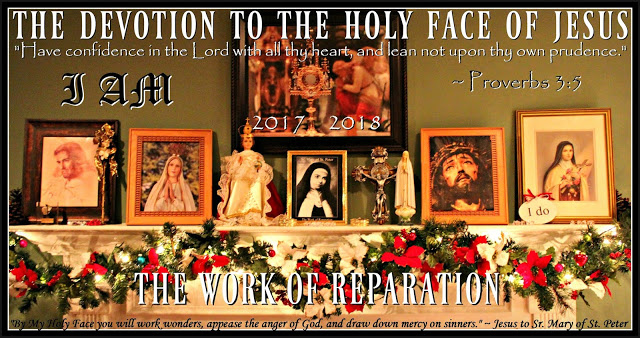 THE DEVOTION TO THE HOLY FACE OF JESUS
"Have confidence in the Lord with all thy heart, and lean not upon thy own prudence."
I AM
~ Proverbs 3:5
2017 2018
of St. Peter
I do
THE WORK OF REPARATION
"By My Holy Face you will work wonders, appease the anger of God, and draw down mercy on sinners." ~ Jesus to Sr. Mary of St. Peter